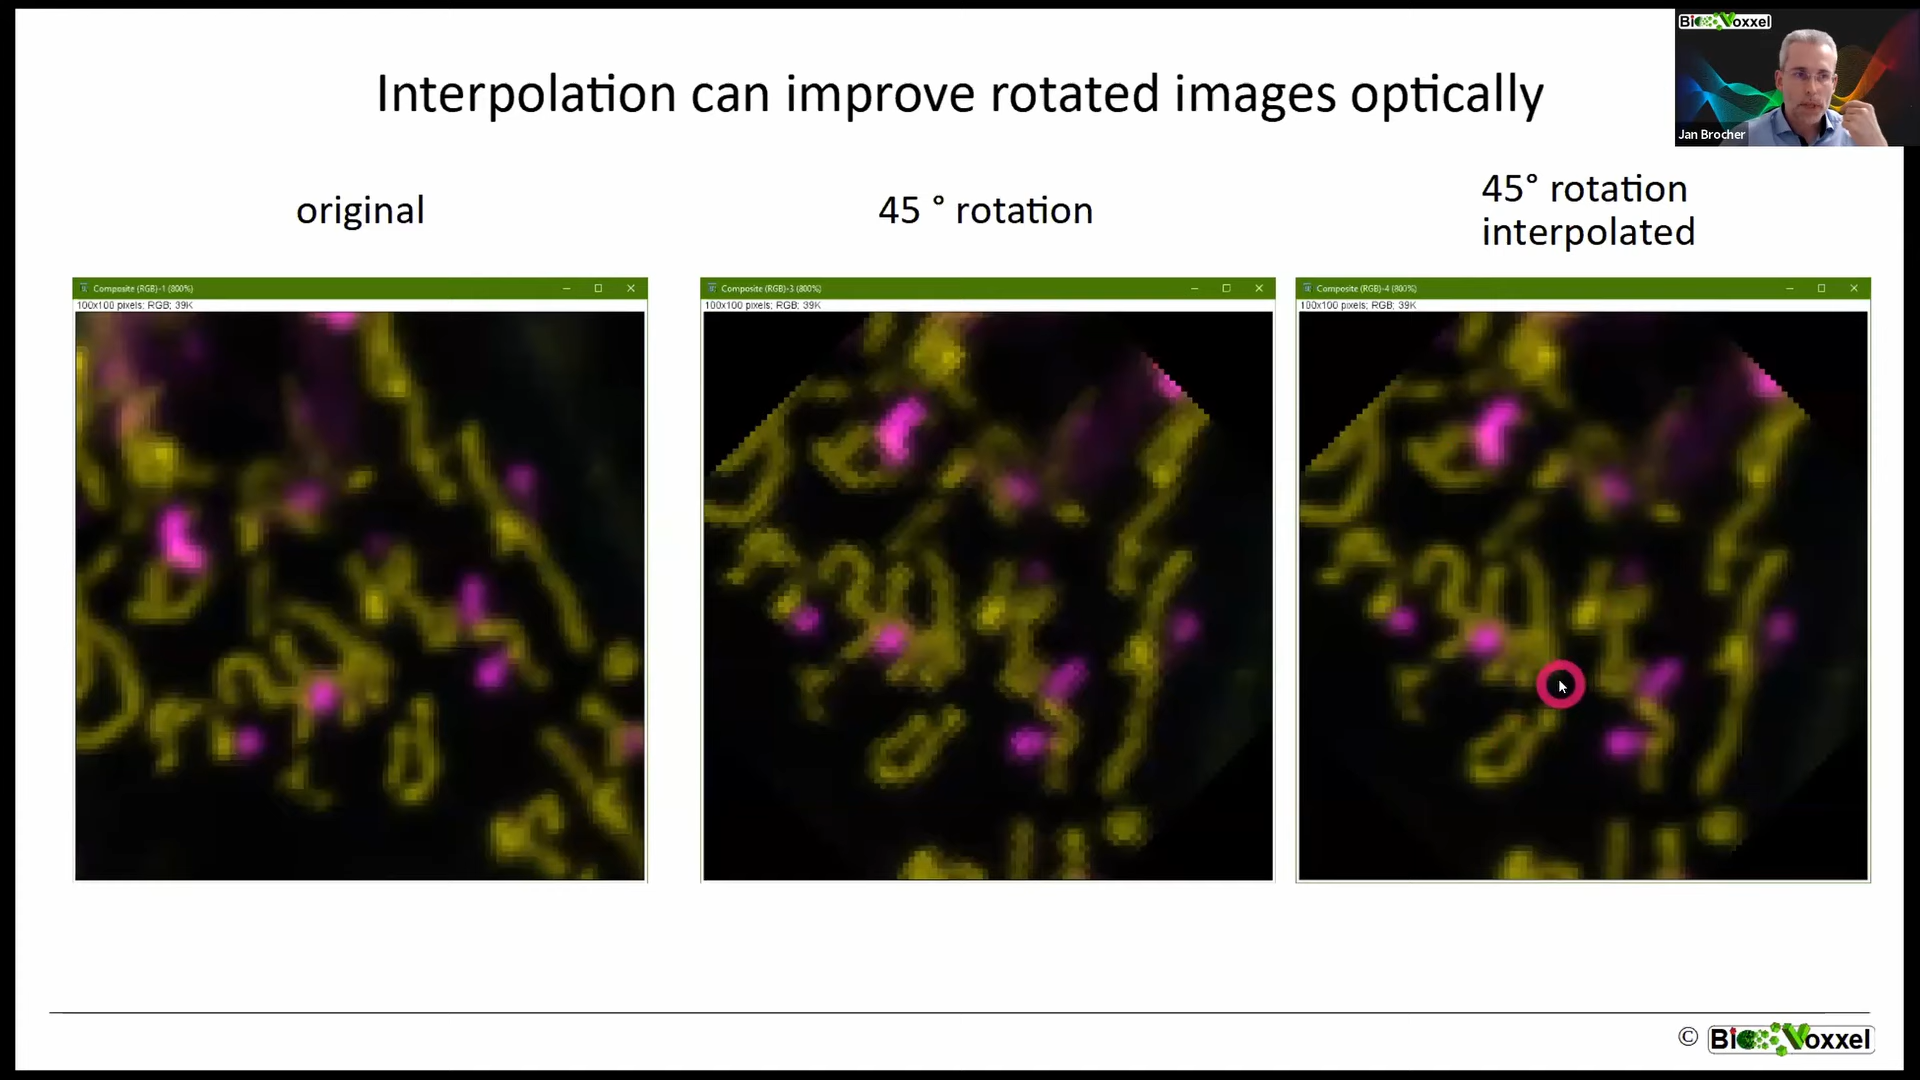 BioVoxxel
Jan Brocher
Interpolation can improve rotated images optically
original
45 ° rotation
45° rotation
interpolated
Composite (RGB)-1 (800%)
100x100 pixels; RGB; 39K
Composite (RGB)-3 (800%)
100x100 pixels; RGB; 39K
Composite (RGB)-4 (800%)
100x100 pixels; RGB; 39K
© BioVoxxel